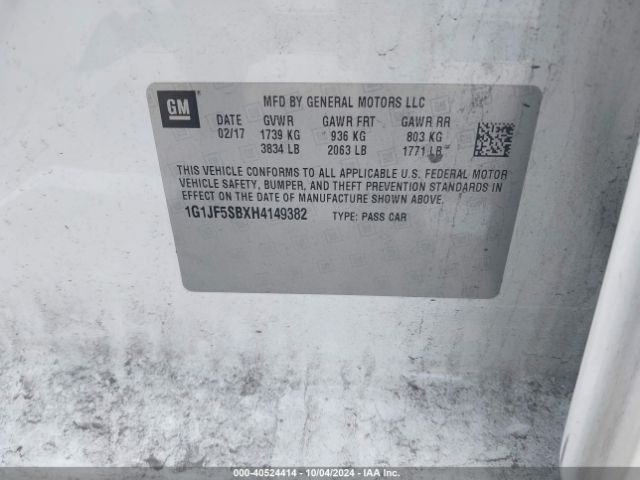 GM
MFD BY GENERAL MOTORS LLC
DATE GVWR GAWR FRT GAWR RR
02/17 1739 KG 936 KG 803 KG
3834 LB 2063 LB 1771 LB
THIS VEHICLE CONFORMS TO ALL APPLICABLE U.S. FEDERAL MOTOR
VEHICLE SAFETY, BUMPER, AND THEFT PREVENTION STANDARDS IN
EFFECT ON THE DATE OF MANUFACTURE SHOWN ABOVE.
1G1JF5SBXH4149382 TYPE: PASS CAR
000-40524414 - 10/04/2024 - IAA Inc.